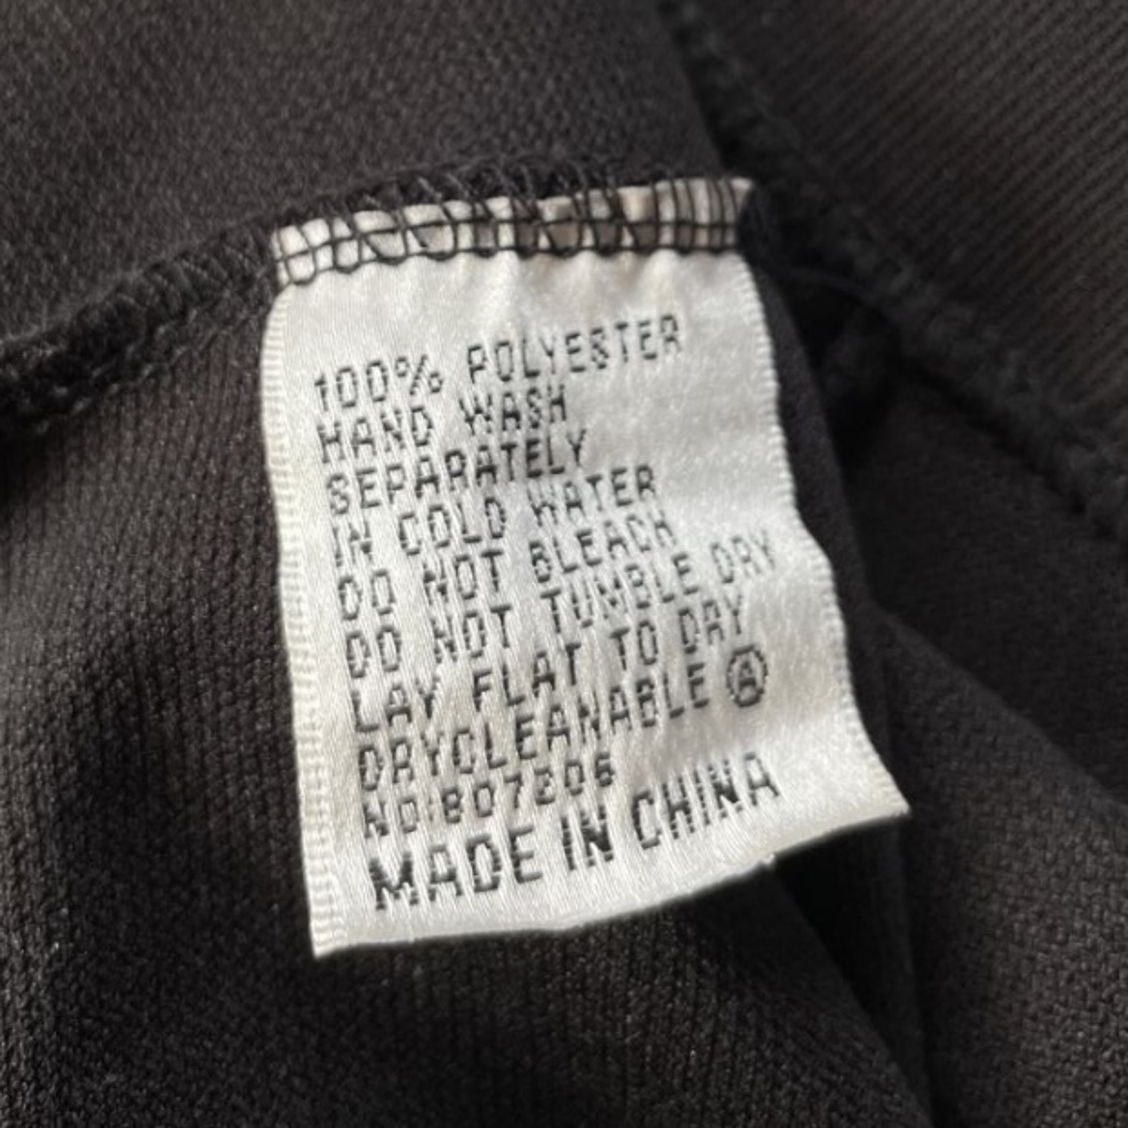 100% POLYESTER
HAND WASH
SEPARATELY
IN COLD WATER
DO NOT BLEACH
DO NOT TUMBLE DRY
LAY FLAT TO DRY
DRYCLEANABLE Ⓐ
NO:807206
MADE IN CHINA